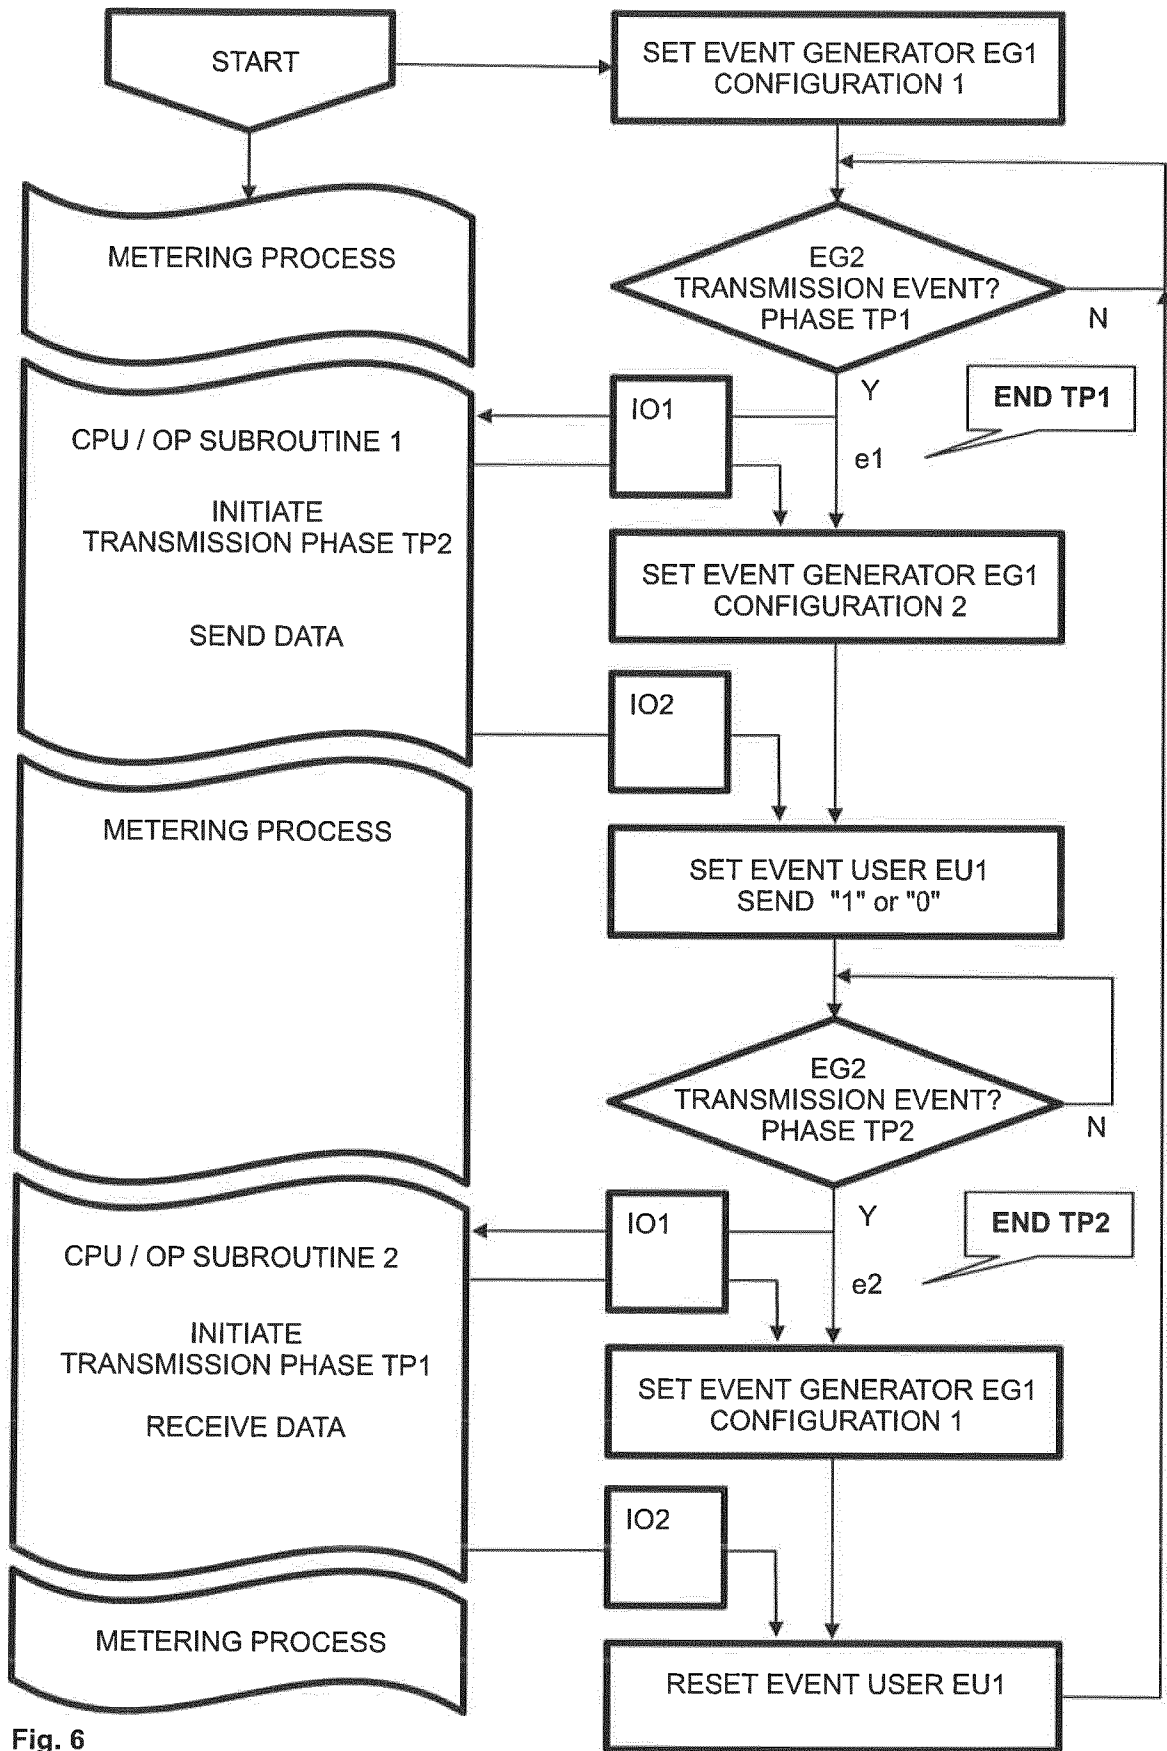 START
SET EVENT GENERATOR EG1
CONFIGURATION 1
METERING PROCESS
EG2
TRANSMISSION EVENT?
PHASE TP1
N
Y
END TP1
IO1
e1
CPU / OP SUBROUTINE 1
INITIATE
TRANSMISSION PHASE TP2
SEND DATA
SET EVENT GENERATOR EG1
CONFIGURATION 2
IO2
METERING PROCESS
SET EVENT USER EU1
SEND "1" or "0"
EG2
TRANSMISSION EVENT?
PHASE TP2
N
Y
END TP2
IO1
e2
CPU / OP SUBROUTINE 2
INITIATE
TRANSMISSION PHASE TP1
RECEIVE DATA
SET EVENT GENERATOR EG1
CONFIGURATION 1
IO2
METERING PROCESS
RESET EVENT USER EU1
Fig. 6